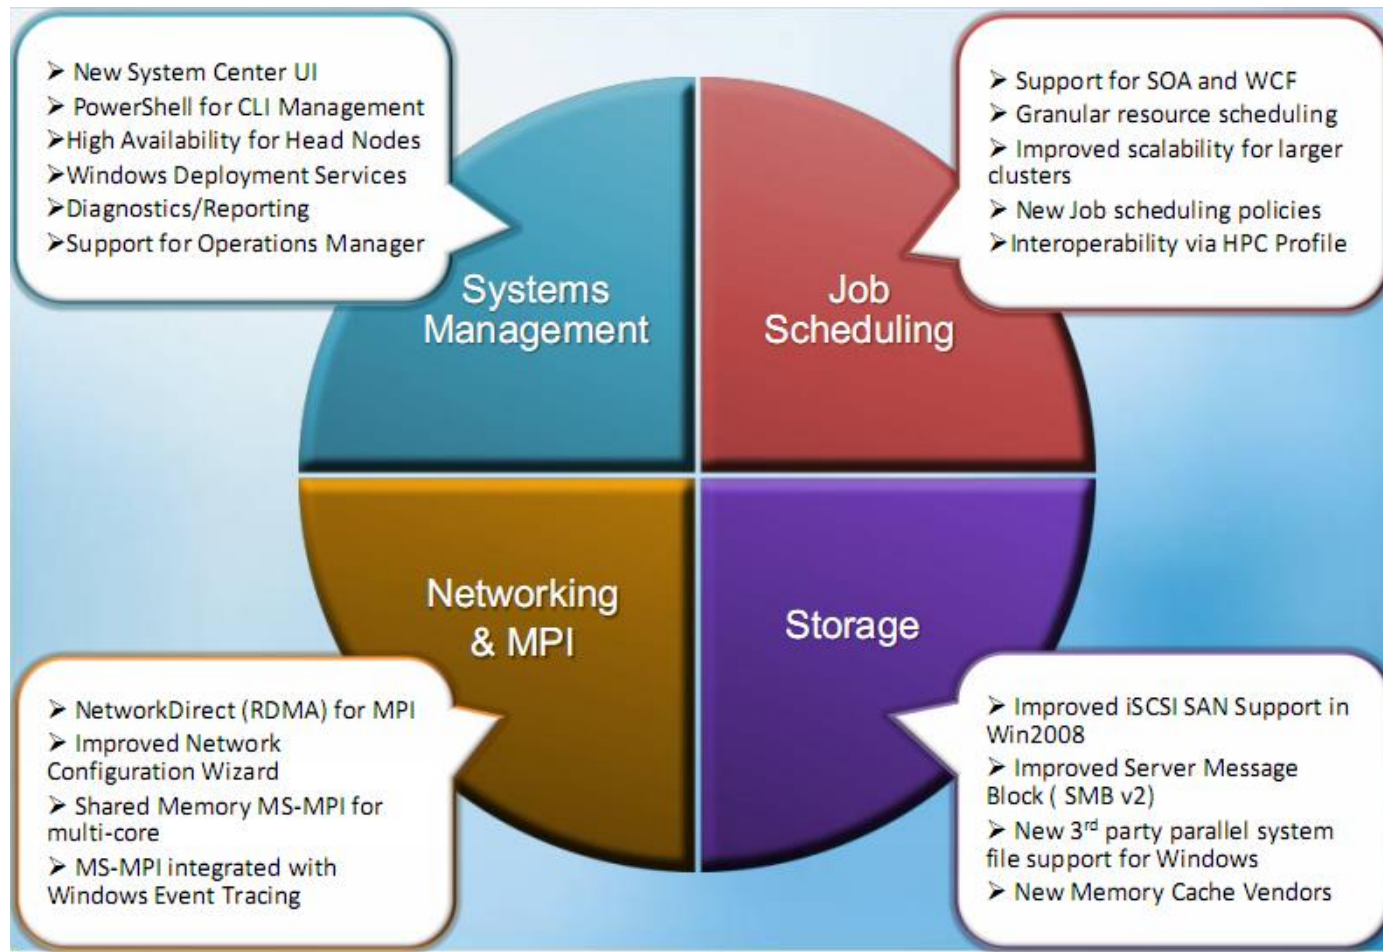 ➢ New System Center UI
➢ PowerShell for CLI Management
➢High Availability for Head Nodes
➢Windows Deployment Services
➢Diagnostics/Reporting
➢Support for Operations Manager
Systems
Management
➢ Support for SOA and WCF
➢ Granular resource scheduling
➢ Improved scalability for larger
clusters
➢ New Job scheduling policies
➢Interoperability via HPC Profile
Job
Scheduling
Networking
& MPI
➢ NetworkDirect (RDMA) for MPI
➢ Improved Network
Configuration Wizard
➢ Shared Memory MS-MPI for
multi-core
➢ MS-MPI integrated with
Windows Event Tracing
Storage
➢ Improved iSCSI SAN Support in
Win2008
➢ Improved Server Message
Block ( SMB v2)
➢ New 3rd party parallel system
file support for Windows
➢ New Memory Cache Vendors